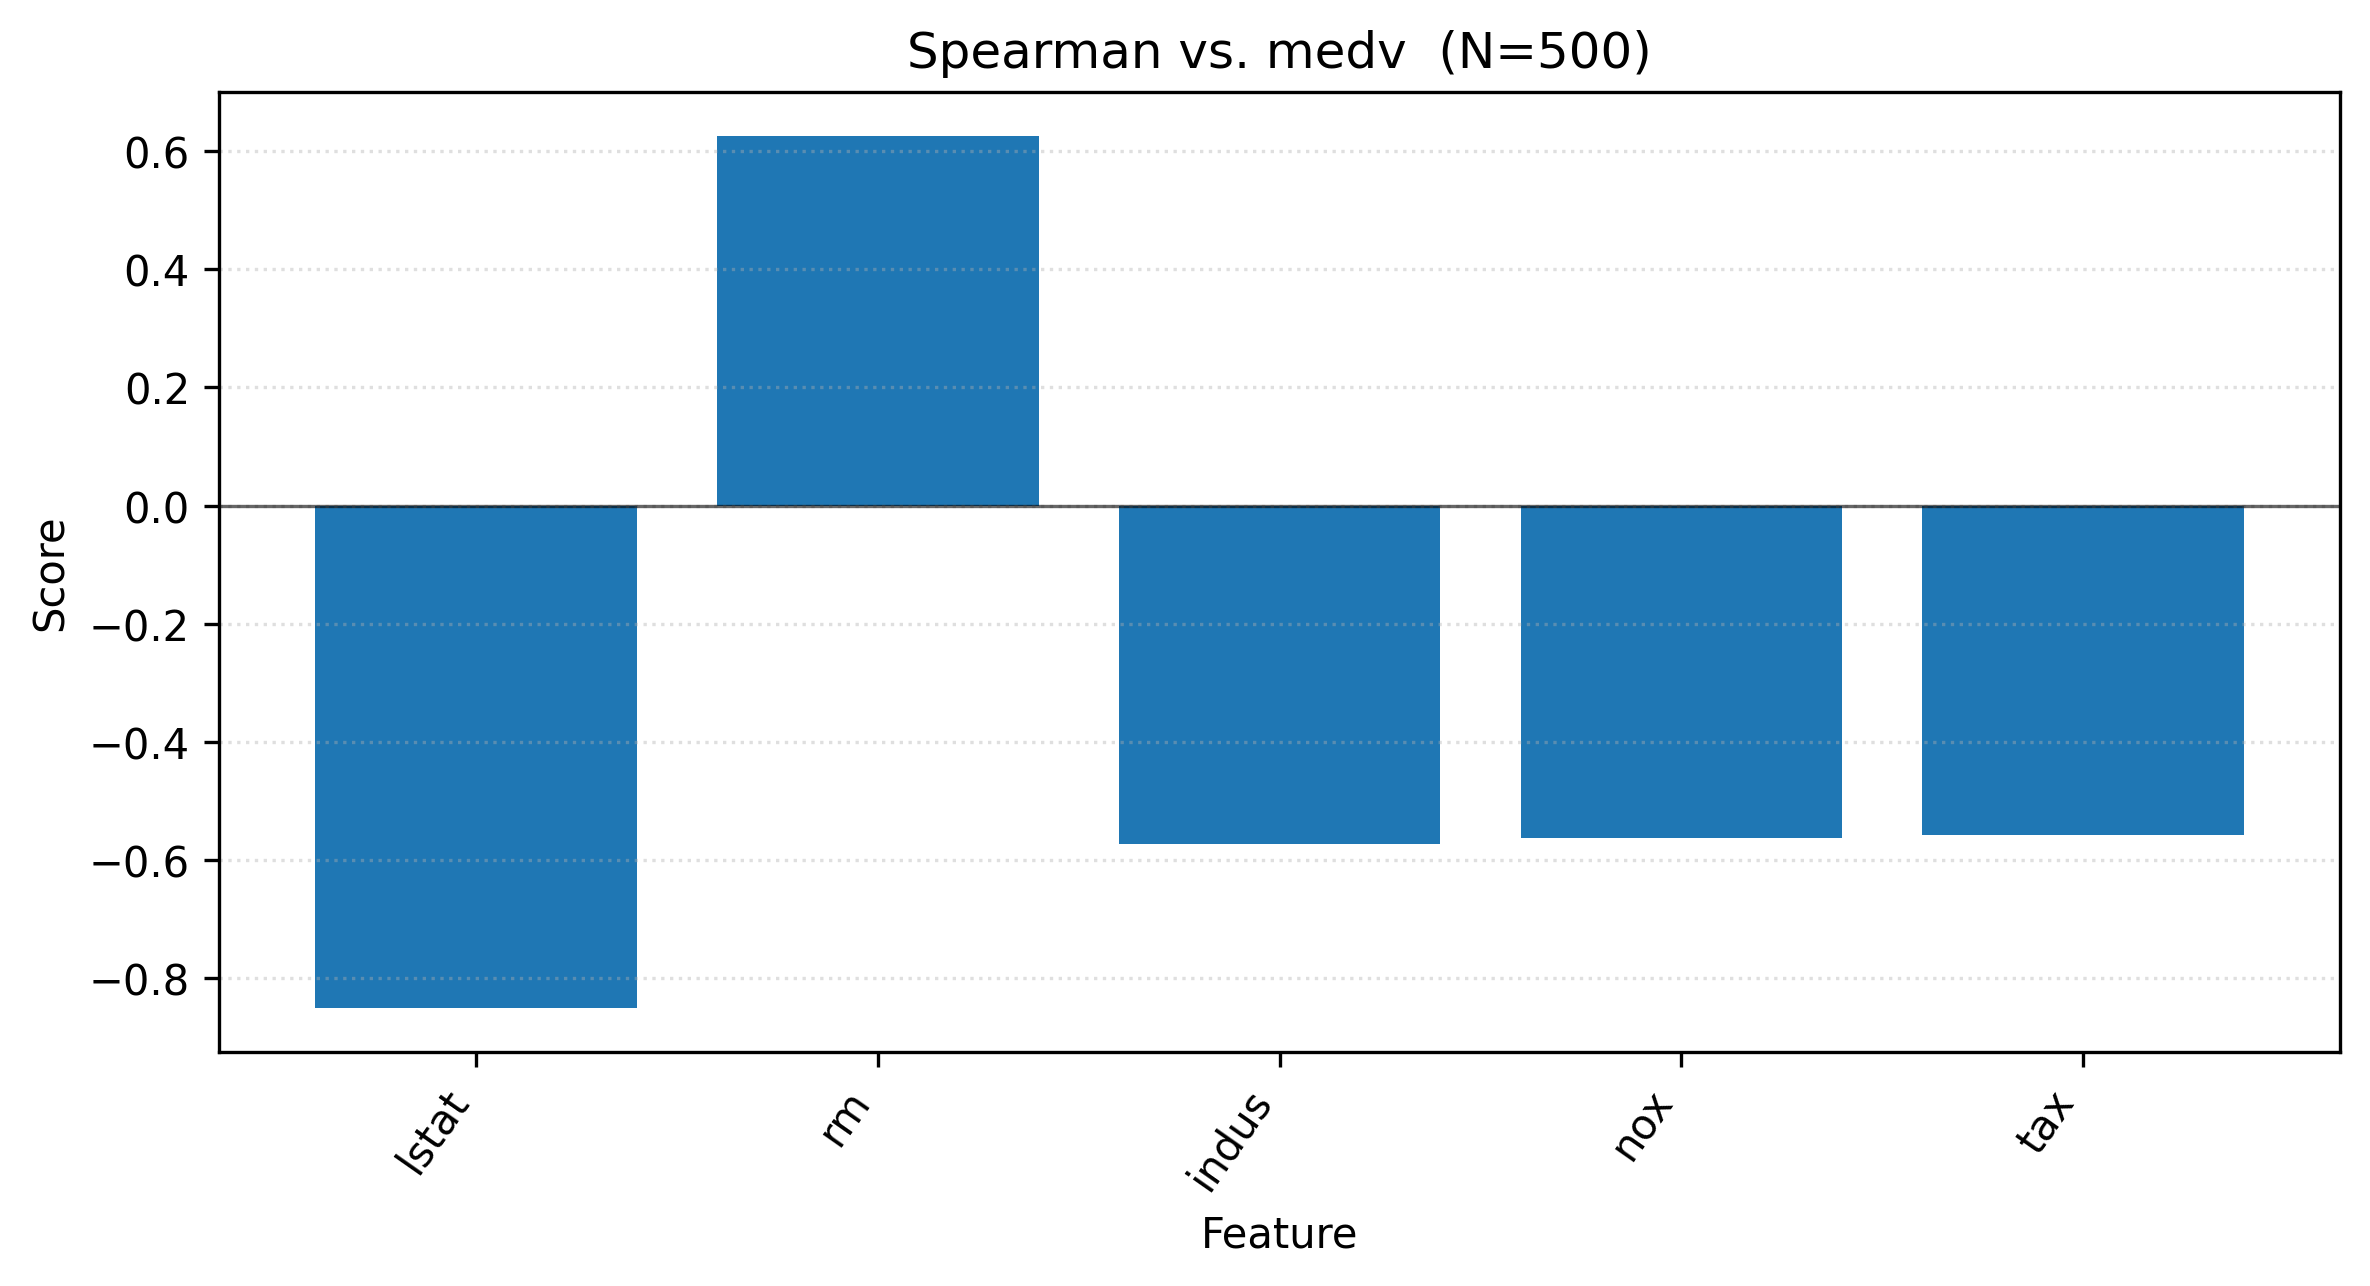 Spearman vs. medv  (N=500)
Score
0.6
0.4
0.2
0.0
−0.2
−0.4
−0.6
−0.8
lstat
rm
indus
nox
tax
Feature